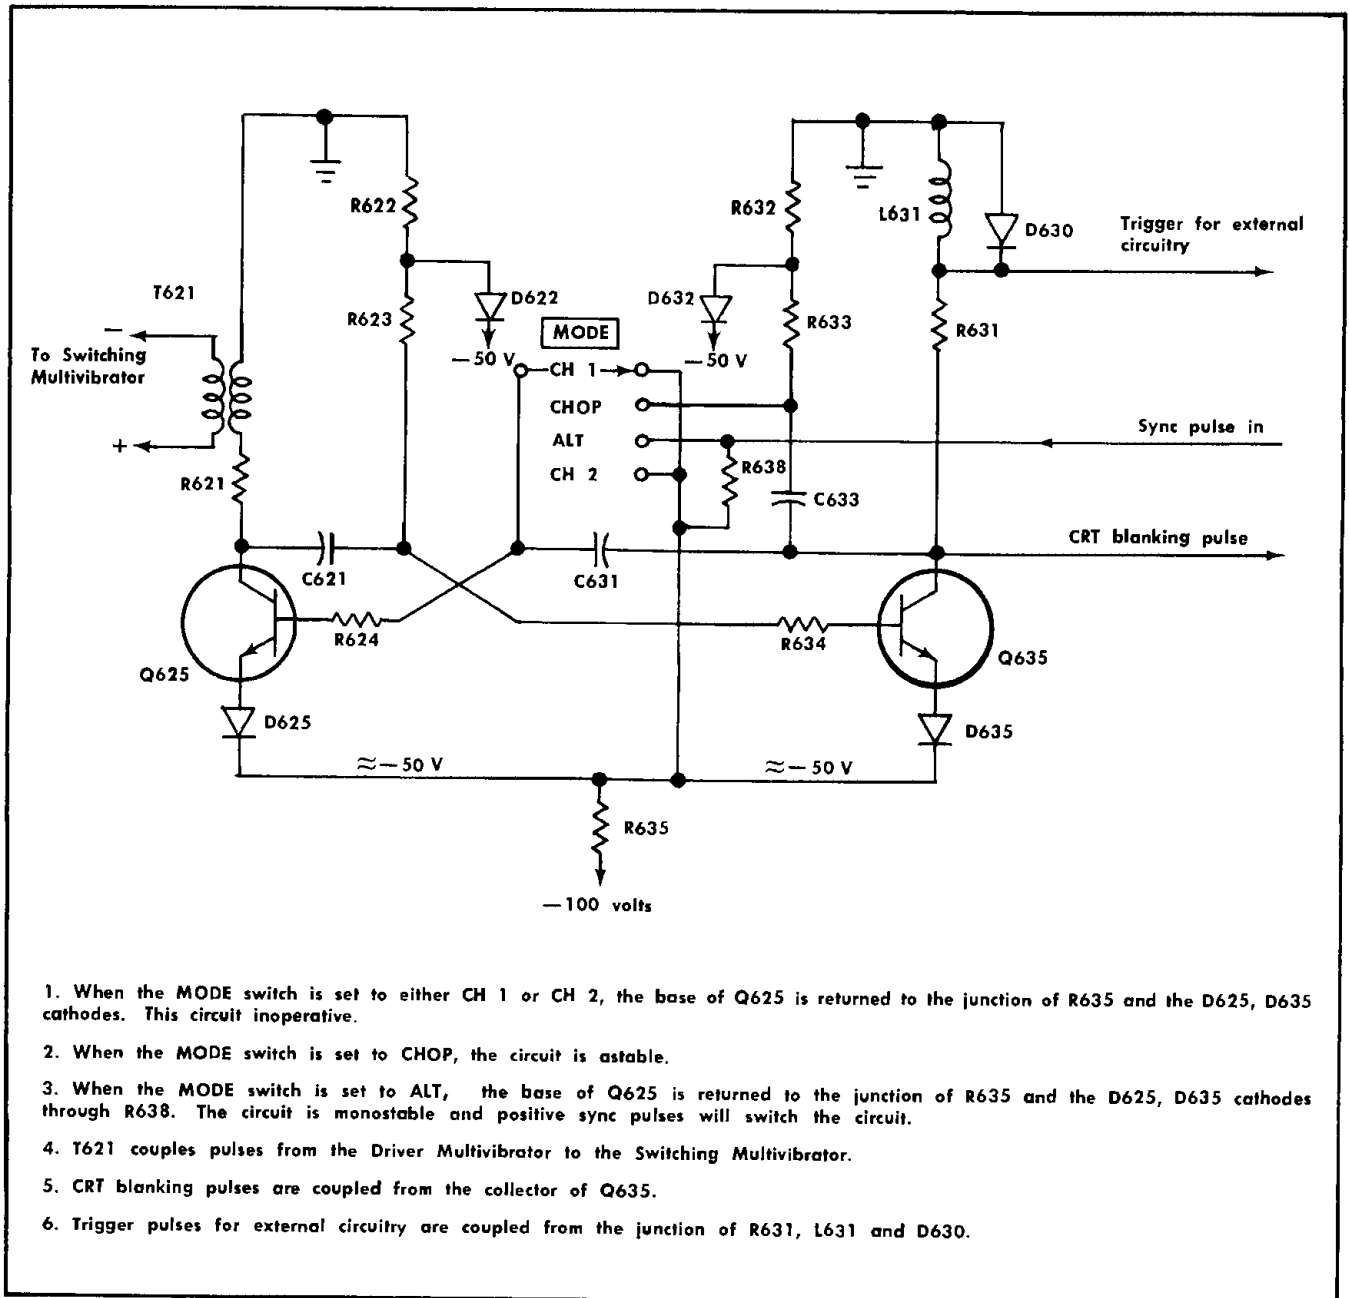 R622
R632
L631
D630
Trigger for external
circuitry
T621
R623
D622
D632
R633
R631
MODE
—
To Switching
Multivibrator
+
— 50 V
— 50 V
CH 1
CHOP
ALT
CH 2
Sync pulse in
R621
R638
C633
CRT blanking pulse
C621
C631
R624
R634
Q625
Q635
D625
D635
≈— 50 V
≈— 50 V
R635
—100 volts
1. When the MODE switch is set to either CH 1 or CH 2, the base of Q625 is returned to the junction of R635 and the D625, D635
cathodes. This circuit inoperative.
2. When the MODE switch is set to CHOP, the circuit is astable.
3. When the MODE switch is set to ALT, the base of Q625 is returned to the junction of R635 and the D625, D635 cathodes
through R638. The circuit is monostable and positive sync pulses will switch the circuit.
4. T621 couples pulses from the Driver Multivibrator to the Switching Multivibrator.
5. CRT blanking pulses are coupled from the collector of Q635.
6. Trigger pulses for external circuitry are coupled from the junction of R631, L631 and D630.